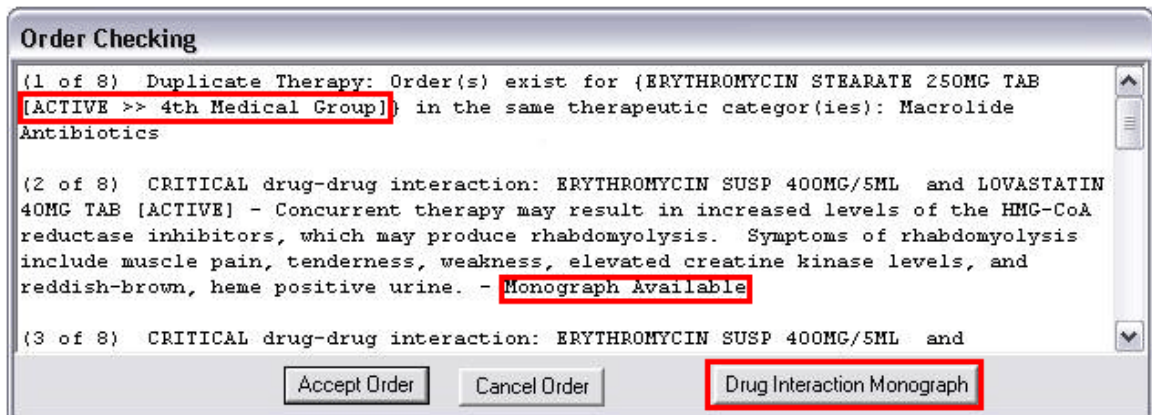 Order Checking
(1 of 8)  Duplicate Therapy: Order(s) exist for {ERYTHROMYCIN STEARATE 250MG TAB
[ACTIVE >> 4th Medical Group]} in the same therapeutic categor(ies): Macrolide
Antibiotics
(2 of 8)  CRITICAL drug-drug interaction: ERYTHROMYCIN SUSP 400MG/5ML  and LOVASTATIN
40MG TAB [ACTIVE] - Concurrent therapy may result in increased levels of the HMG-CoA
reductase inhibitors, which may produce rhabdomyolysis.  Symptoms of rhabdomyolysis
include muscle pain, tenderness, weakness, elevated creatine kinase levels, and
reddish-brown, heme positive urine. - Monograph Available
(3 of 8)  CRITICAL drug-drug interaction: ERYTHROMYCIN SUSP 400MG/5ML  and
Accept Order Cancel Order Drug Interaction Monograph